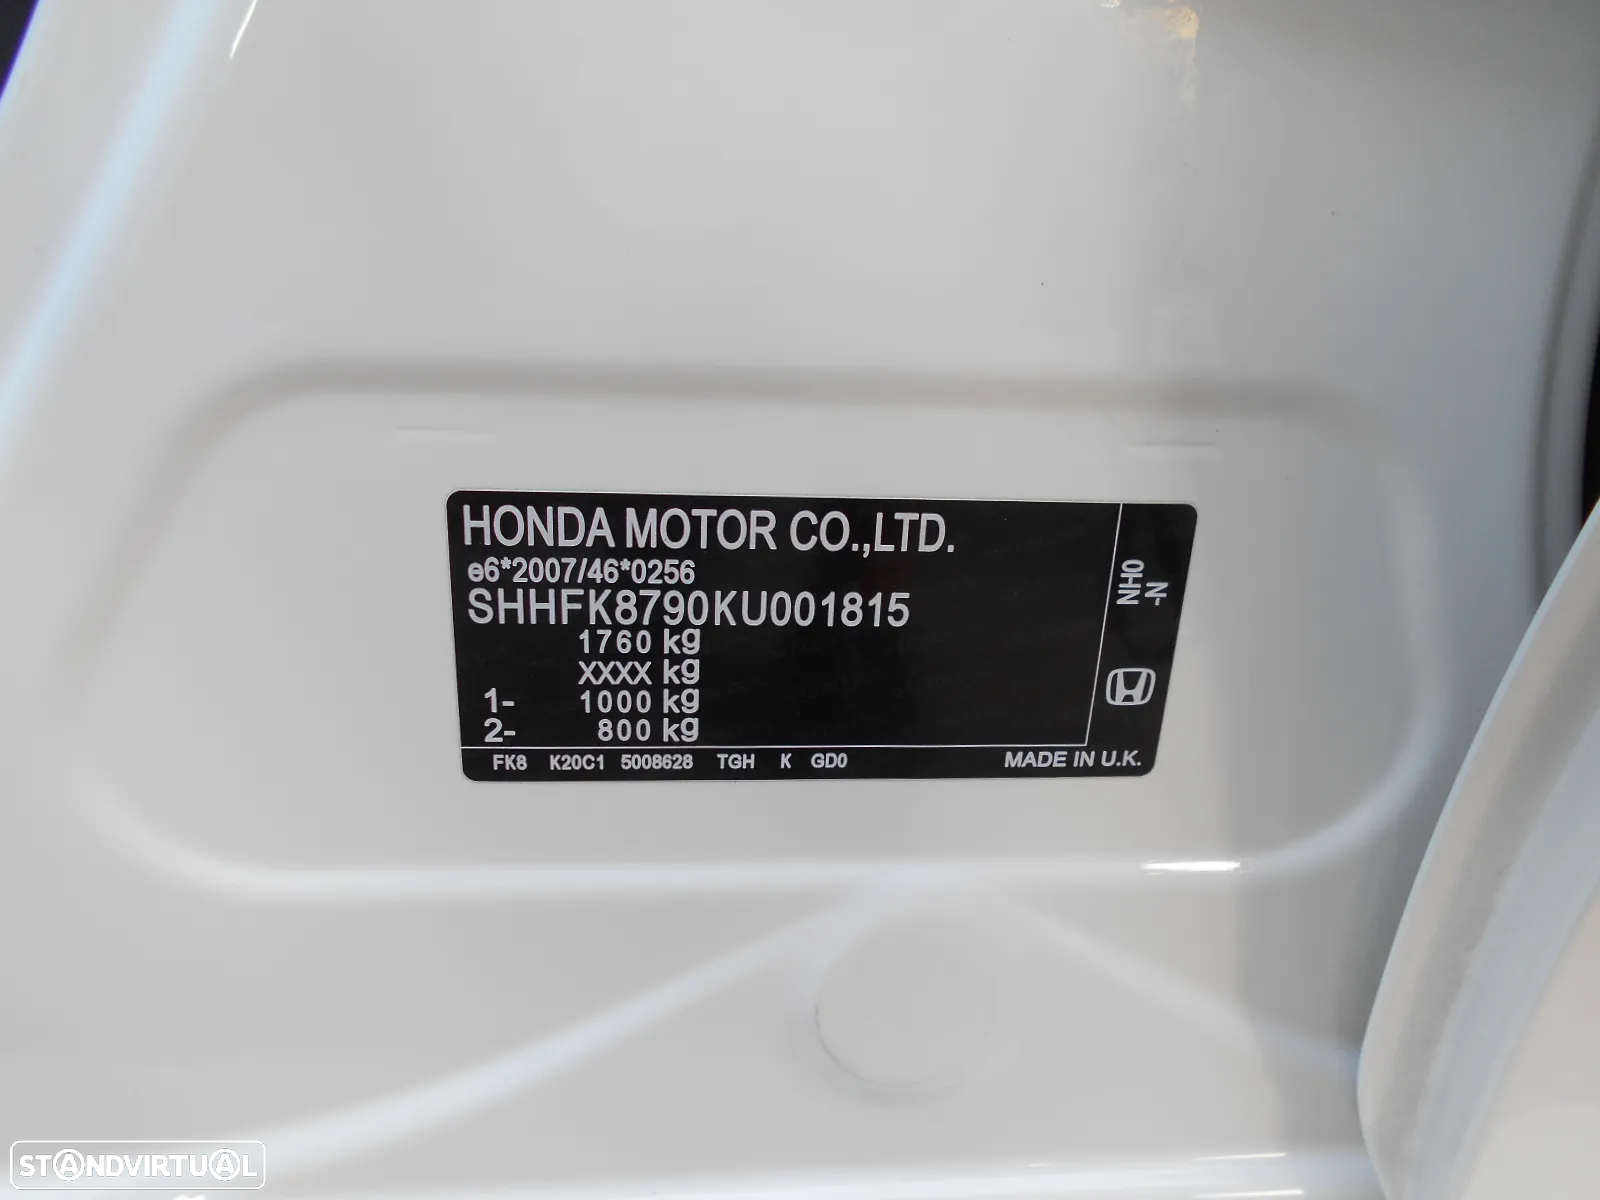 HONDA MOTOR CO.,LTD.
e6*2007/46*0256
SHHFK8790KU001815
1760 kg
XXXX kg
1- 1000 kg
2- 800 kg
FK8 K20C1 5008628 TGH K GD0
MADE IN U.K.
NH0
-N
STANDVIRTUAL